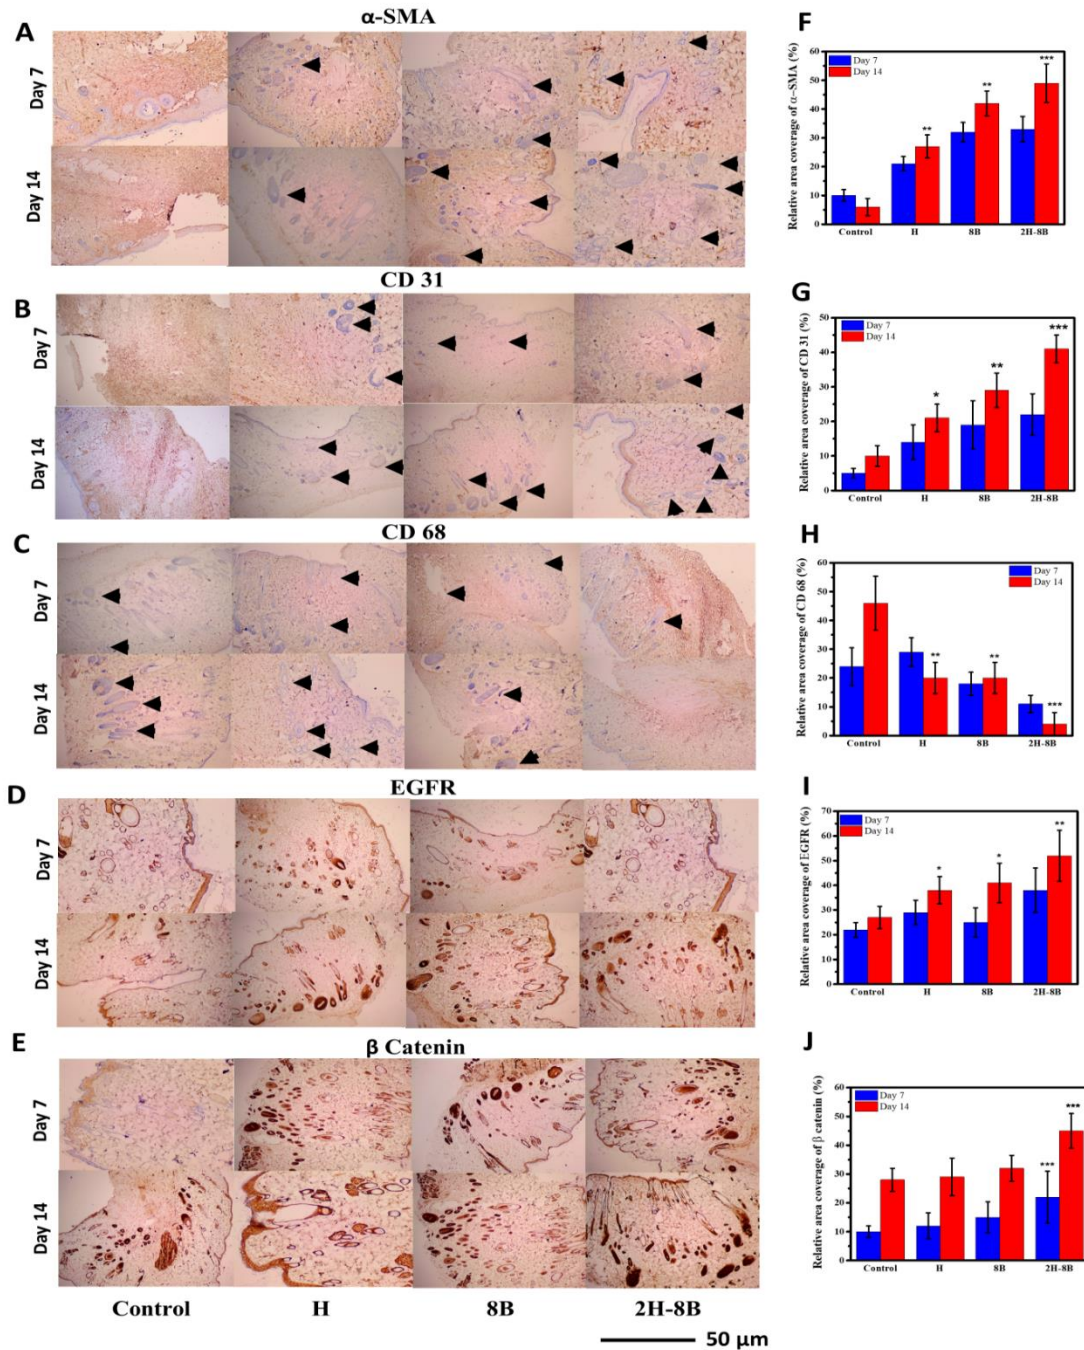 α-SMA
A
Day 7
Day 14
CD 31
B
Day 7
Day 14
CD 68
C
Day 7
Day 14
EGFR
D
Day 7
Day 14
β Catenin
E
Day 7
Day 14
Control H 8B 2H-8B
50 μm
F
Relative area coverage of α-SMA (%)
60
50
40
30
20
10
0
Day 7
Day 14
**
**
***
Control H 8B 2H-8B
G
Relative area coverage of CD 31 (%)
50
40
30
20
10
0
Day 7
Day 14
*
**
***
Control H 8B 2H-8B
H
Relative area coverage of CD 68 (%)
60
50
40
30
20
10
0
Day 7
Day 14
**
**
***
Control H 8B 2H-8B
I
Relative area coverage of EGFR (%)
70
60
50
40
30
20
10
0
Day 7
Day 14
*
*
**
Control H 8B 2H-8B
J
Relative area coverage of β catenin (%)
60
50
40
30
20
10
0
Day 7
Day 14
***
***
Control H 8B 2H-8B